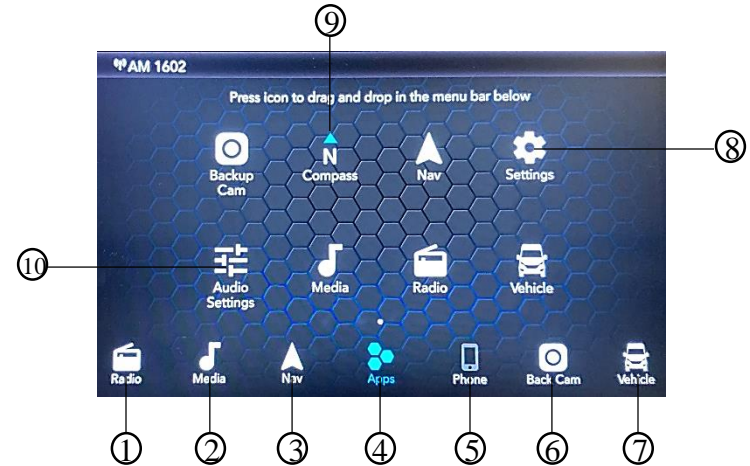 ⑨
AM 1602
Press icon to drag and drop in the menu bar below
N
Backup
Cam
Compass
Nav
Settings
⑧
⑩
Audio
Settings
Media
Radio
Vehicle
Radio
Media
Nav
Apps
Phone
Back Cam
Vehicle
① ② ③ ④ ⑤ ⑥ ⑦